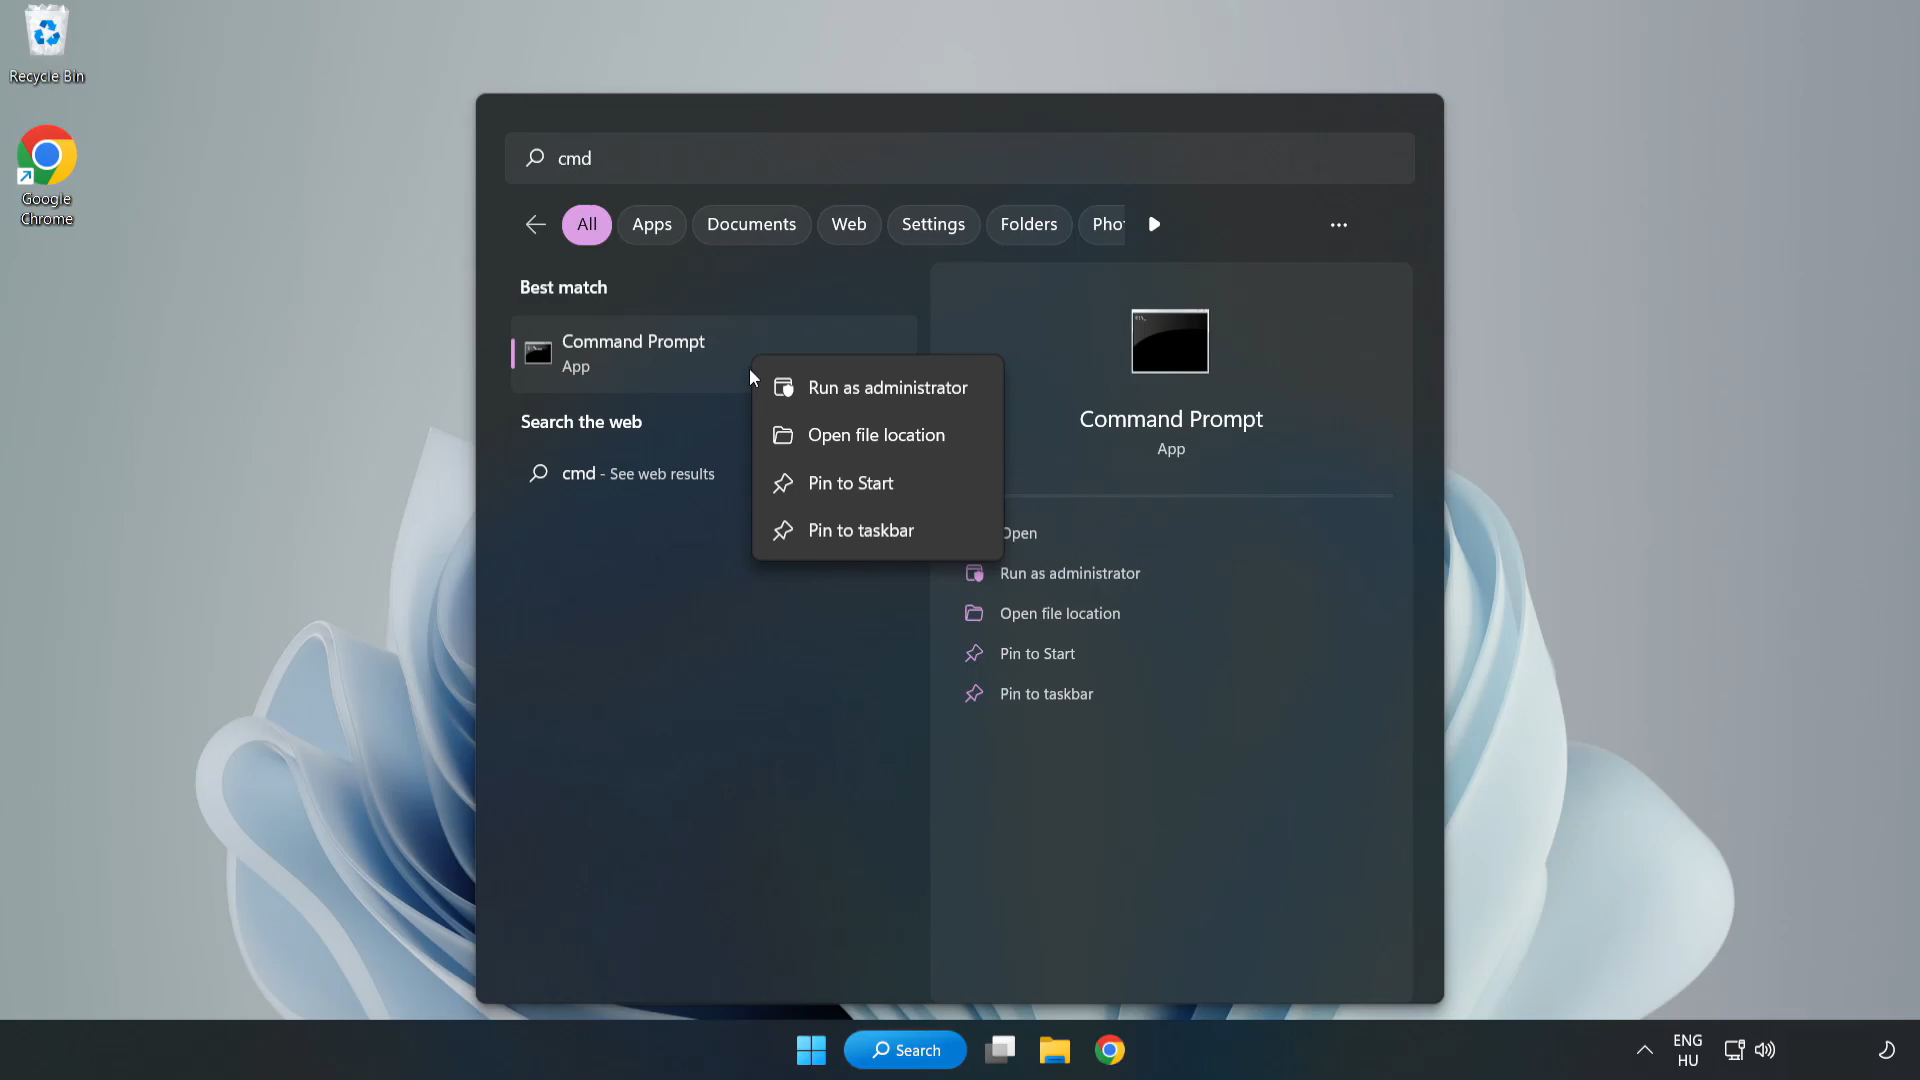 Recycle Bin
Google
Chrome
cmd
All
Apps
Documents
Web
Settings
Folders
Best match
Command Prompt
App
Search the web
cmd - See web results
Run as administrator
Open file location
Pin to Start
Pin to taskbar
Command Prompt
App
Open
Run as administrator
Open file location
Pin to Start
Pin to taskbar
Search
ENG
HU